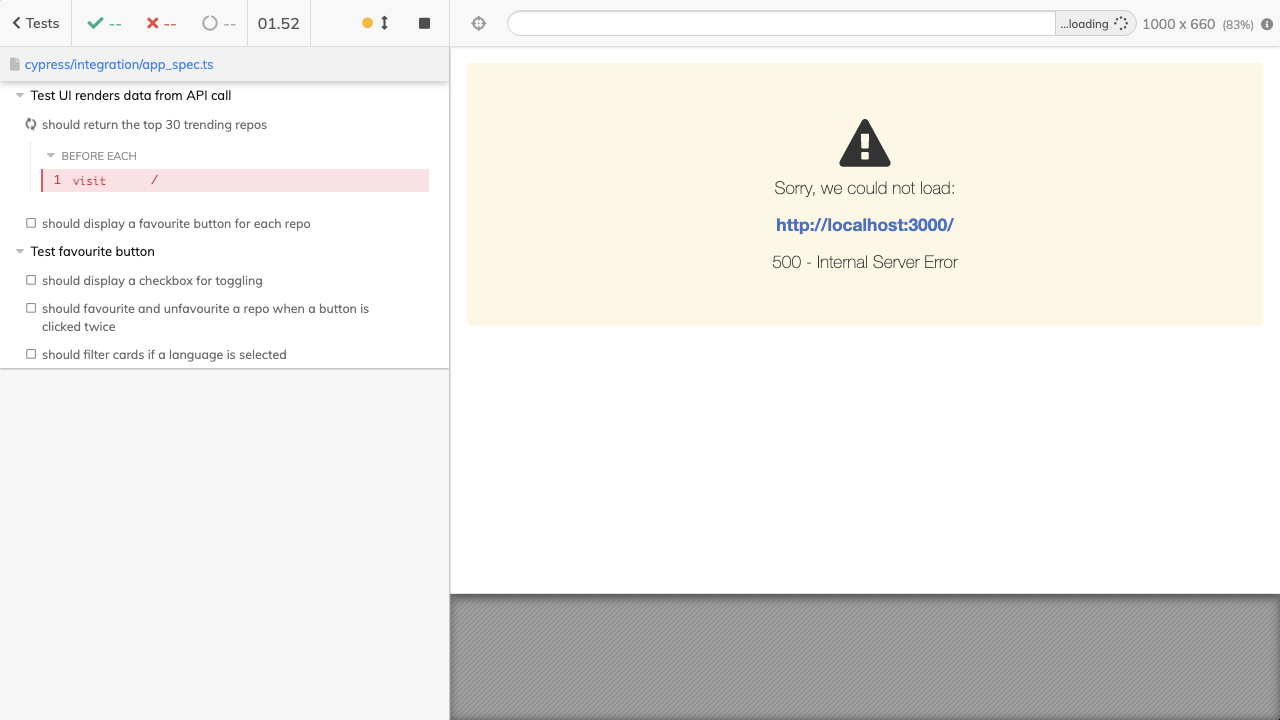 Tests
--
--
--
01.52
...loading
1000 x 660 (83%)
cypress/integration/app_spec.ts
Test UI renders data from API call
should return the top 30 trending repos
BEFORE EACH
1 visit /
should display a favourite button for each repo
Test favourite button
should display a checkbox for toggling
should favourite and unfavourite a repo when a button is
clicked twice
should filter cards if a language is selected
Sorry, we could not load:
http://localhost:3000/
500 - Internal Server Error